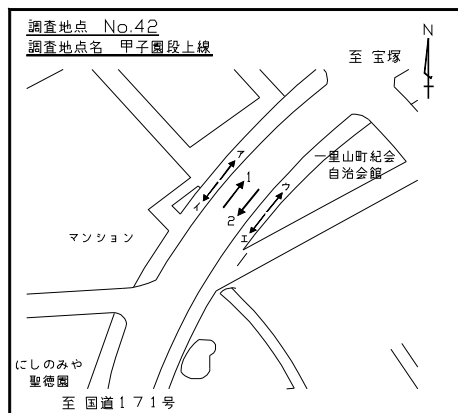 調査地点 No.42
調査地点名 甲子園段上線
至 宝塚
N
一里山町紀会
自治会館
ア
1
イ
ウ
2
エ
マンション
にしのみや
聖徳園
至 国道171号